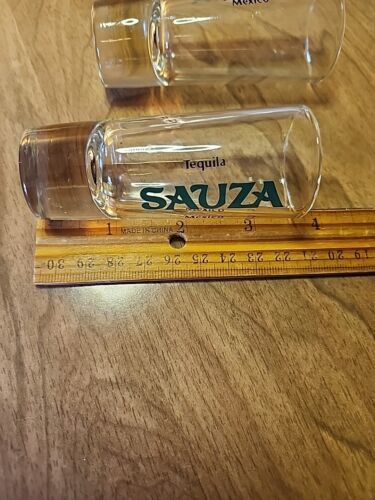 Mexico
Tequila
SAUZA
Mexico
1 2 3 4
MADE IN CHINA
30 29 28 27 26 25 24 23 22 21 20 19